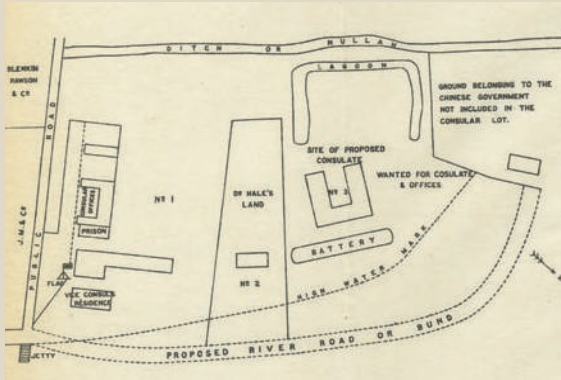 DITCH OR NULLAH
LAGOON
BLENKIN
RAWSON
& Cº
GROUND BELONGING TO THE
CHINESE GOVERNMENT
NOT INCLUDED IN THE
CONSULAR LOT.
SITE OF PROPOSED
CONSULATE
WANTED FOR COSULATE
& OFFICES
Nº 3
Dr HALE'S
LAND
Nº 1
CONSULAR
OFFICES
PRISON
BATTERY
HIGH WATER MARK
J.M. & Cº
PUBLIC ROAD
FLAG
VICE CONSULS
RESIDENCE
Nº 2
JETTY
PROPOSED RIVER ROAD OR BUND